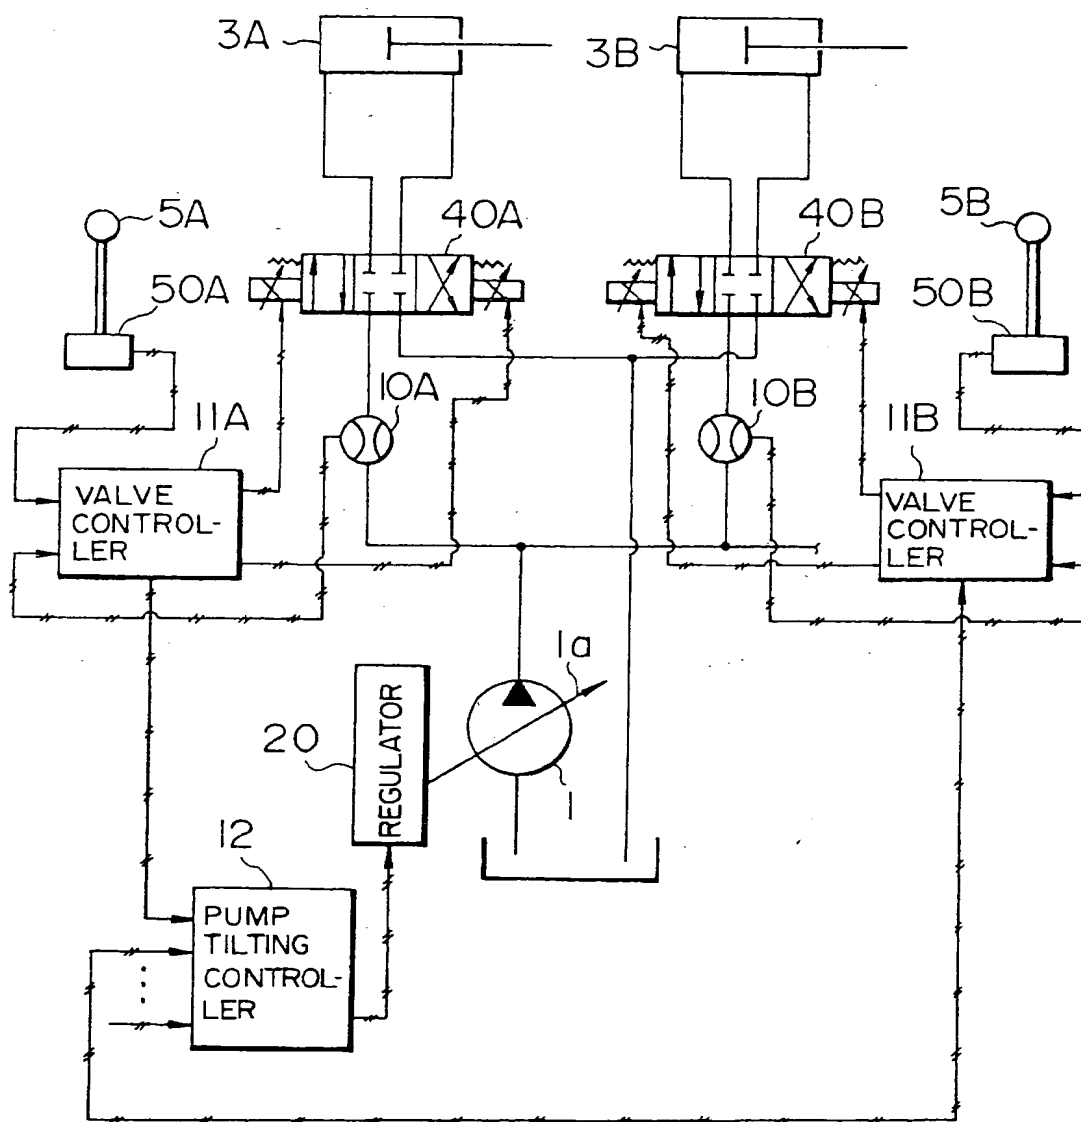 3A
3B
5A
40A
40B
5B
50A
50B
10A
10B
11A
11B
VALVE
CONTROL-
LER
VALVE
CONTROL-
LER
1a
20
REGULATOR
1
12
PUMP
TILTING
CONTROL-
LER